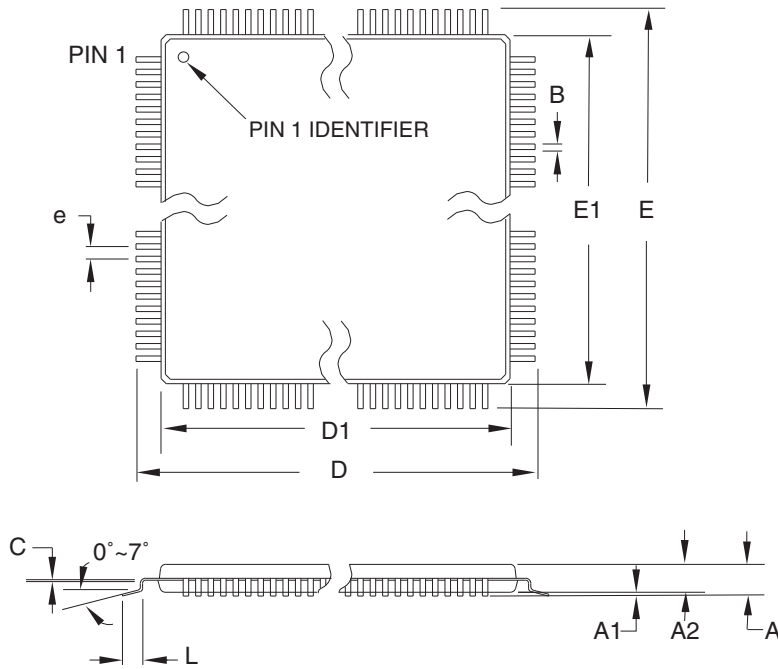 PIN 1
PIN 1 IDENTIFIER
B
e
E1
E
D1
D
C
0°~7°
L
A1
A2
A